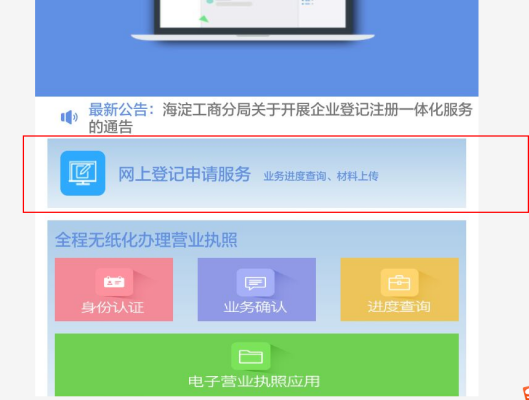 最新公告：海淀工商分局关于开展企业登记注册一体化服务
的通告
网上登记申请服务 业务进度查询、材料上传
全程无纸化办理营业执照
身份认证 业务确认 进度查询
电子营业执照应用